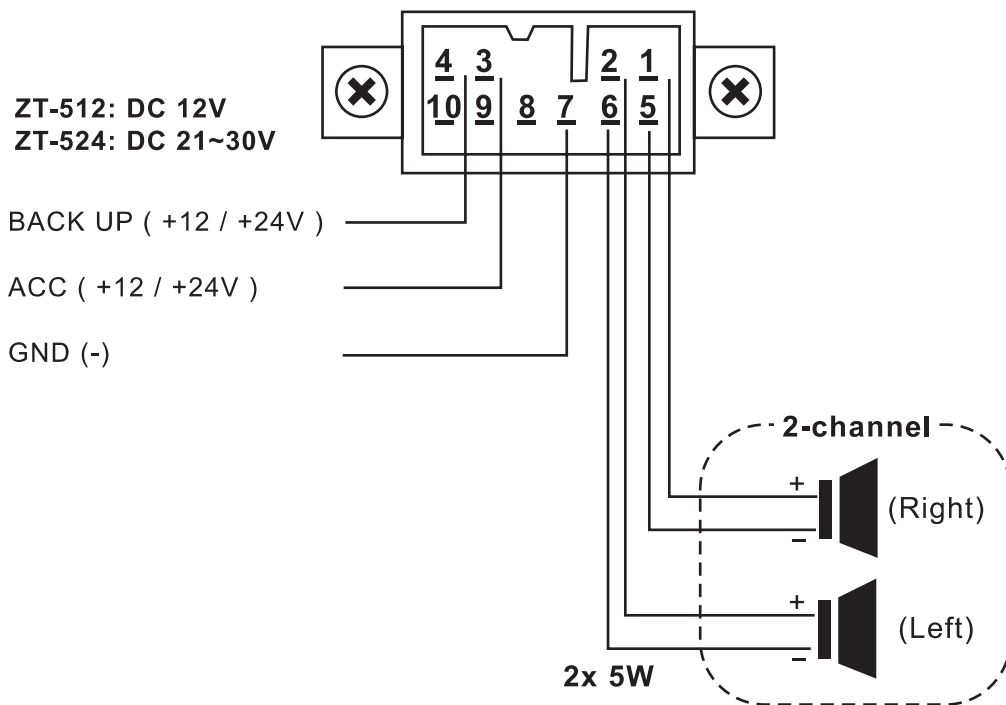 4 3 2 1
10 9 8 7 6 5
ZT-512: DC 12V
ZT-524: DC 21~30V
BACK UP ( +12 / +24V )
ACC ( +12 / +24V )
GND (-)
2-channel
+
(Right)
−
+
(Left)
−
2x 5W